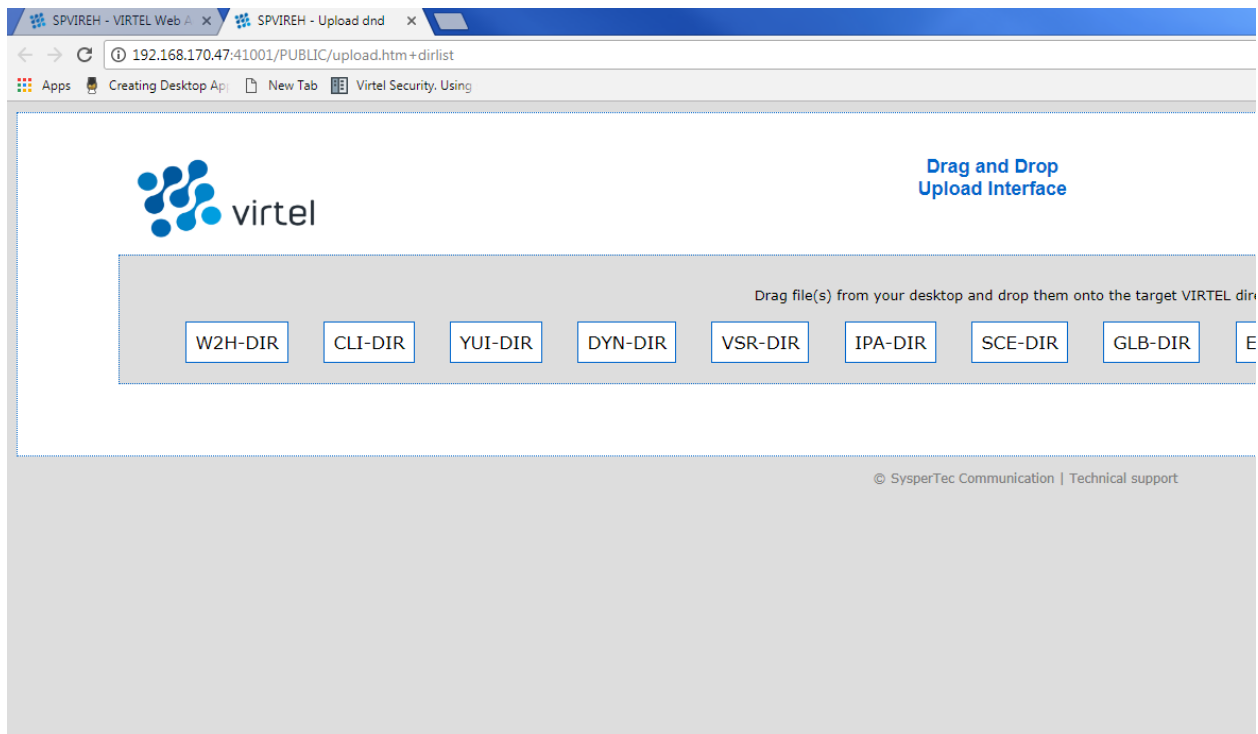 SPVIREH - VIRTEL Web A
SPVIREH - Upload dnd
192.168.170.47:41001/PUBLIC/upload.htm+dirlist
Apps
Creating Desktop Ap
New Tab
Virtel Security. Using
virtel
Drag and Drop
Upload Interface
Drag file(s) from your desktop and drop them onto the target VIRTEL dire
W2H-DIR CLI-DIR YUI-DIR DYN-DIR VSR-DIR IPA-DIR SCE-DIR GLB-DIR E
© SysperTec Communication | Technical support